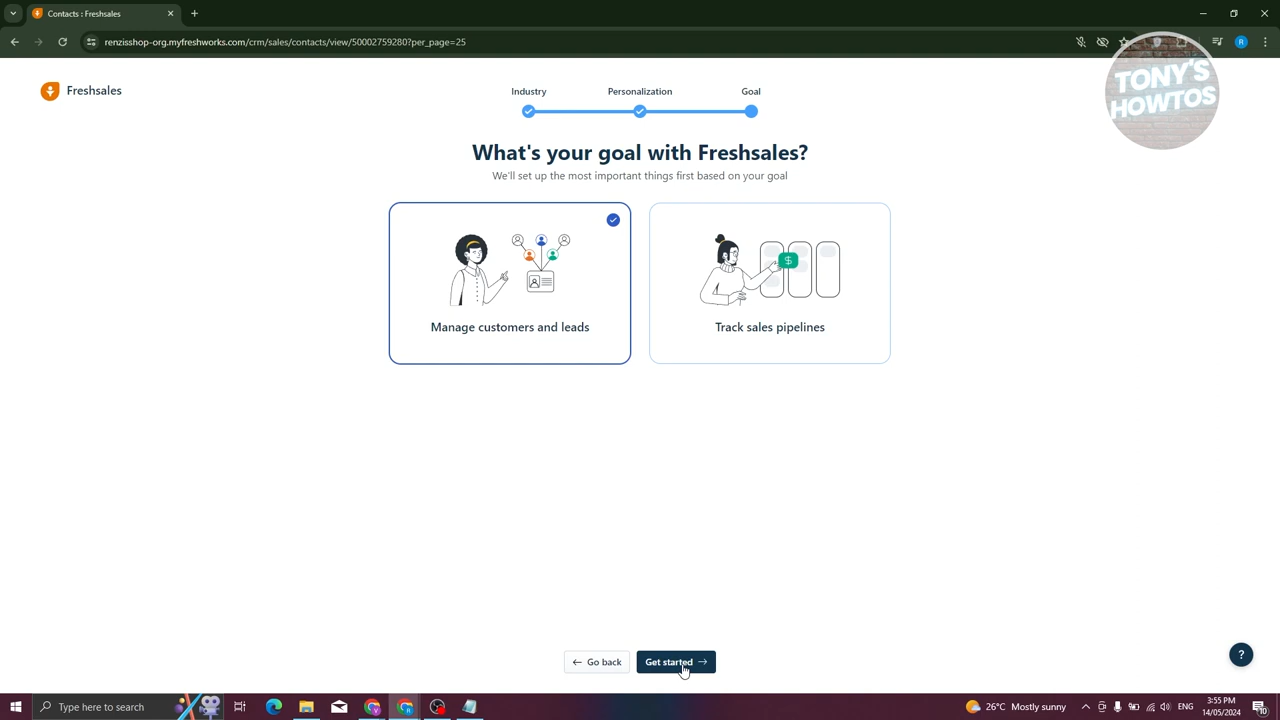 Contacts : Freshsales
renzisshop-org.myfreshworks.com/crm/sales/contacts/view/50002759280?per_page=25
R
TONY'S
HOWTOS
Freshsales
Industry
Personalization
Goal
What's your goal with Freshsales?
We'll set up the most important things first based on your goal
$
Manage customers and leads
Track sales pipelines
Go back
Get started
?
Type here to search
26°C Mostly sunny
ENG
3:55 PM
14/05/2024